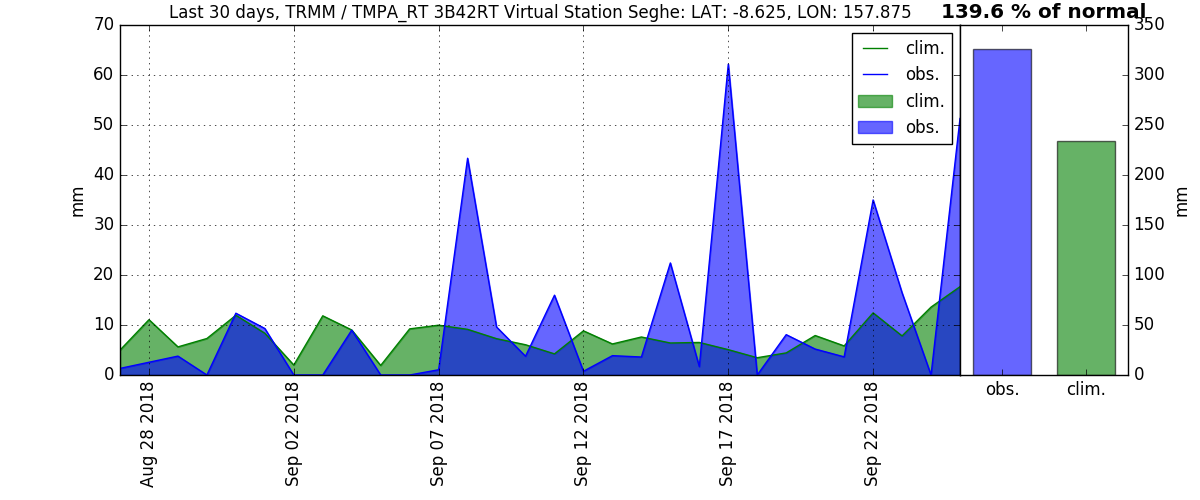 Last 30 days, TRMM / TMPA_RT 3B42RT Virtual Station Seghe: LAT: -8.625, LON: 157.875
139.6 % of normal
70
60
50
40
30
20
10
0
mm
clim.
obs.
clim.
obs.
350
300
250
200
150
100
50
0
mm
obs.
clim.
Aug 28 2018
Sep 02 2018
Sep 07 2018
Sep 12 2018
Sep 17 2018
Sep 22 2018